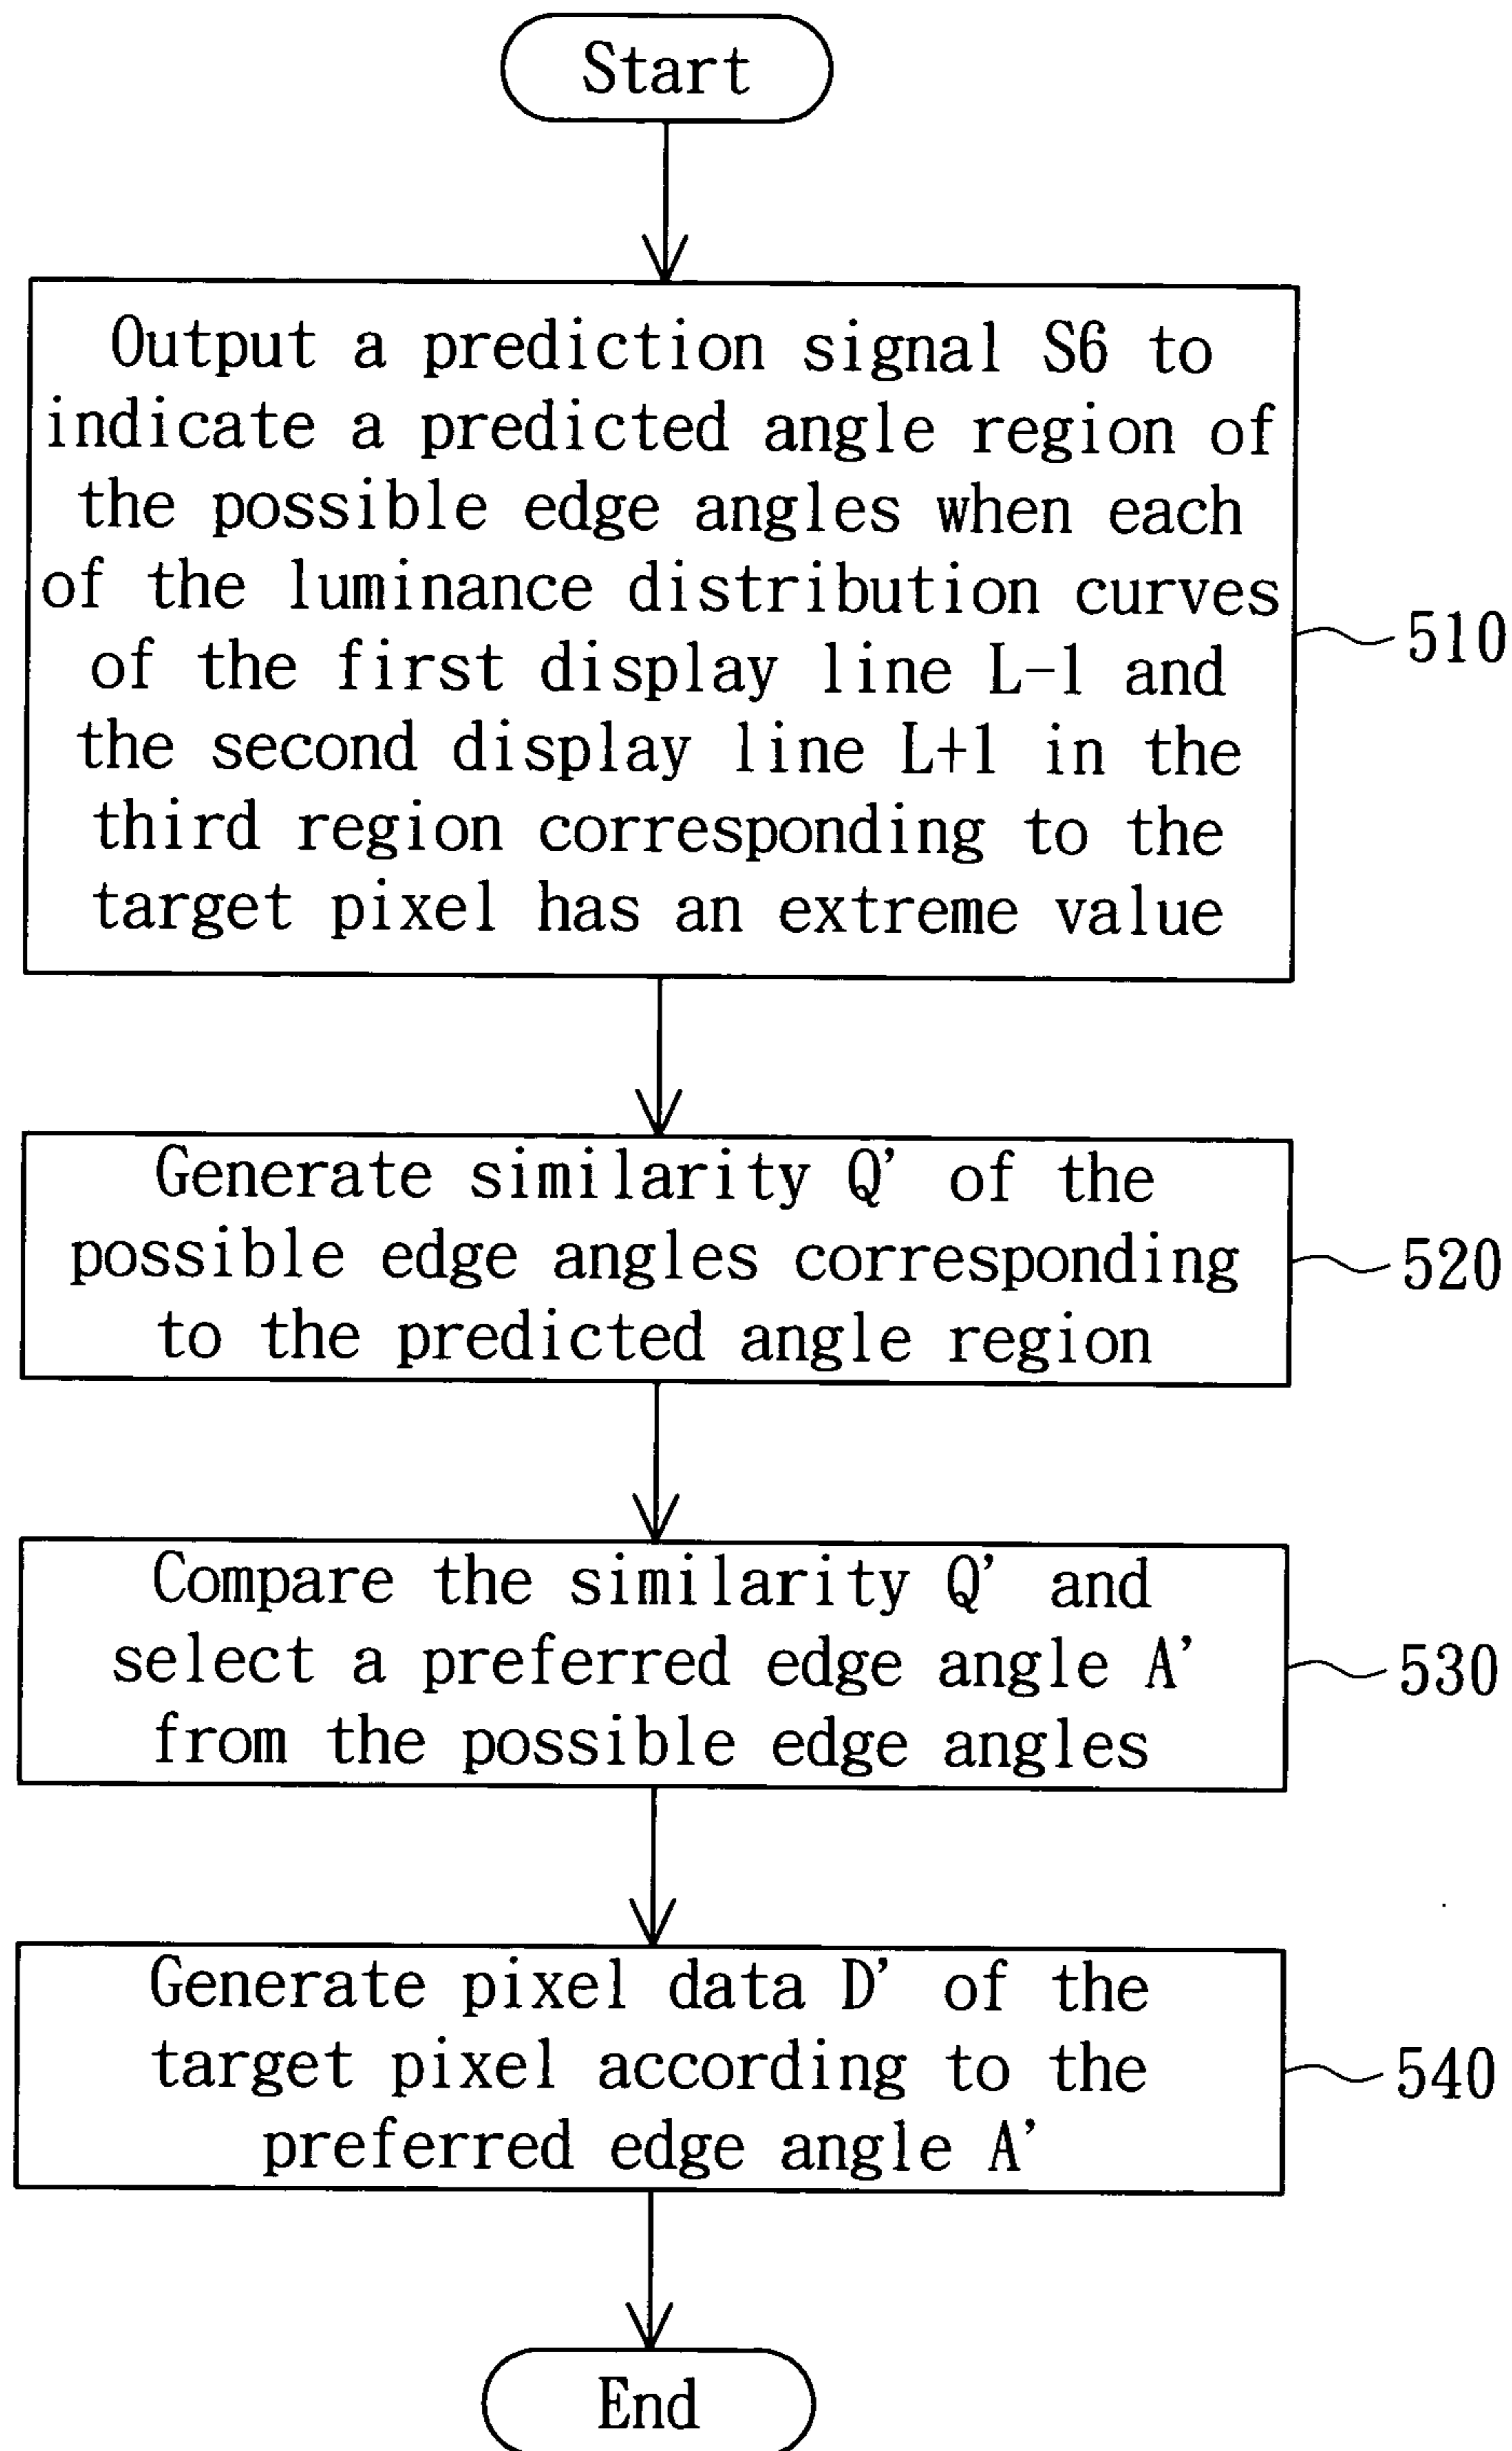 Start
Output a prediction signal S6 to
indicate a predicted angle region of
the possible edge angles when each
of the luminance distribution curves
of the first display line L-1 and
the second display line L+1 in the
third region corresponding to the
target pixel has an extreme value
510
Generate similarity Q' of the
possible edge angles corresponding
to the predicted angle region
520
Compare the similarity Q' and
select a preferred edge angle A'
from the possible edge angles
530
Generate pixel data D' of the
target pixel according to the
preferred edge angle A'
540
End